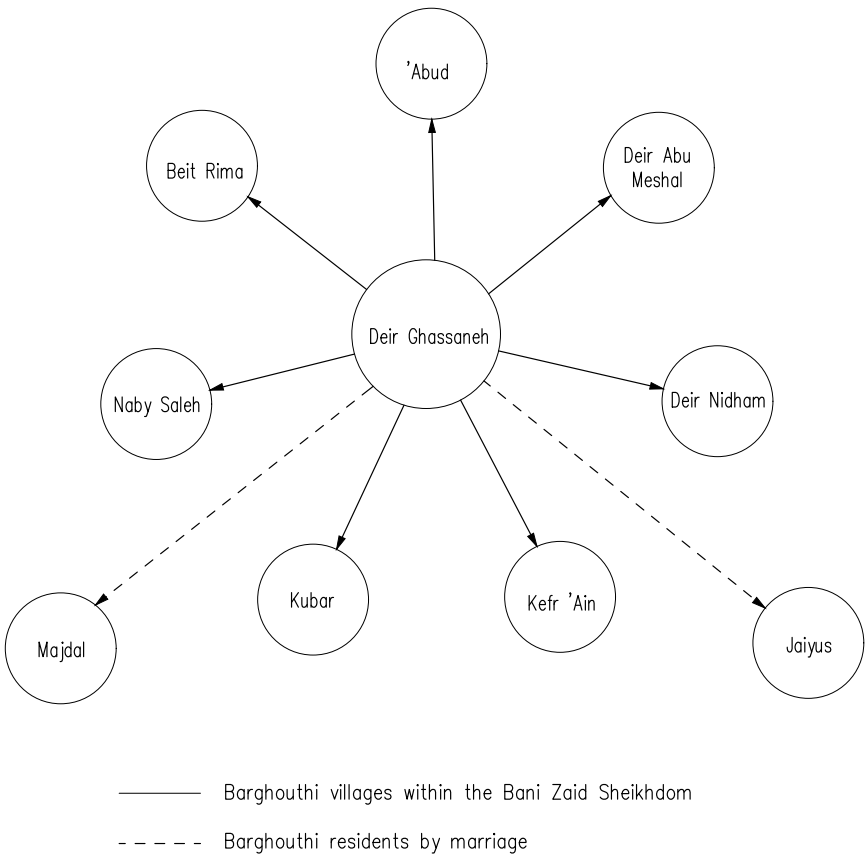 'Abud
Beit Rima
Deir Abu
Meshal
Deir Ghassaneh
Naby Saleh
Deir Nidham
Kubar
Kefr 'Ain
Majdal
Jaiyus
Barghouthi villages within the Bani Zaid Sheikhdom
Barghouthi residents by marriage